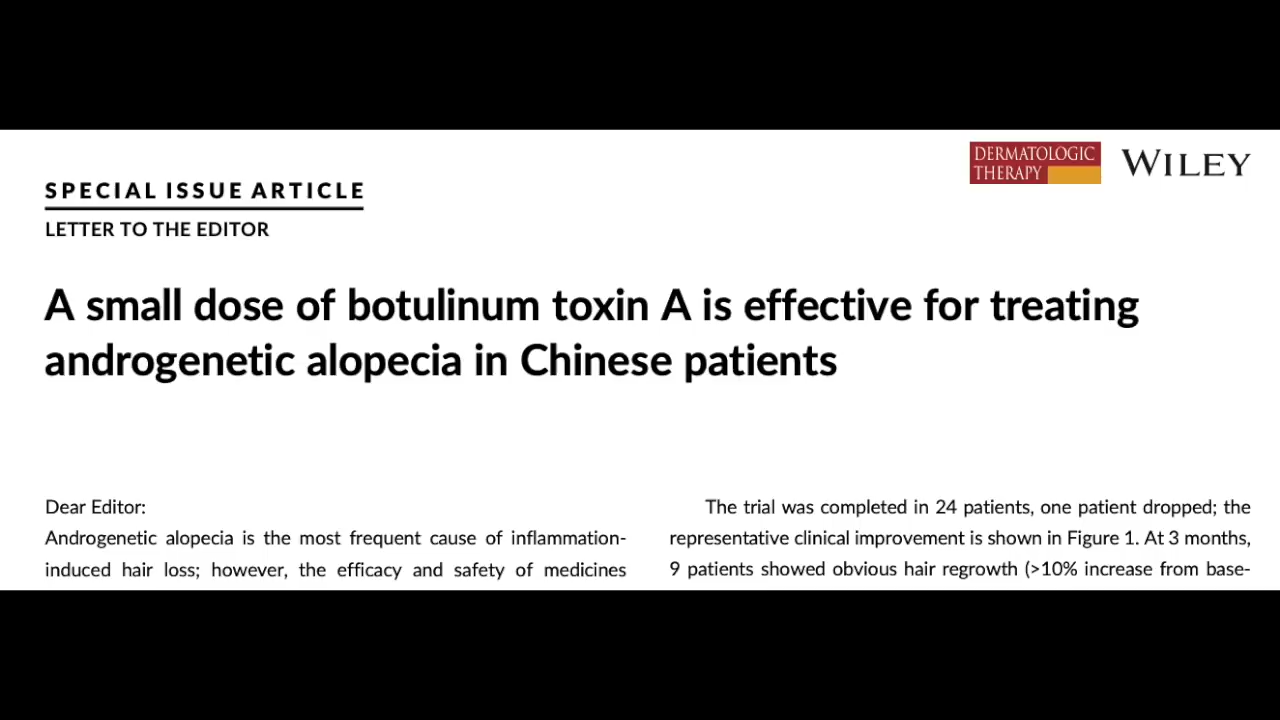 DERMATOLOGIC
THERAPY
WILEY
SPECIAL ISSUE ARTICLE
LETTER TO THE EDITOR
A small dose of botulinum toxin A is effective for treating
androgenetic alopecia in Chinese patients
Dear Editor:
Androgenetic alopecia is the most frequent cause of inflammation-
induced hair loss; however, the efficacy and safety of medicines
The trial was completed in 24 patients, one patient dropped; the
representative clinical improvement is shown in Figure 1. At 3 months,
9 patients showed obvious hair regrowth (>10% increase from base-